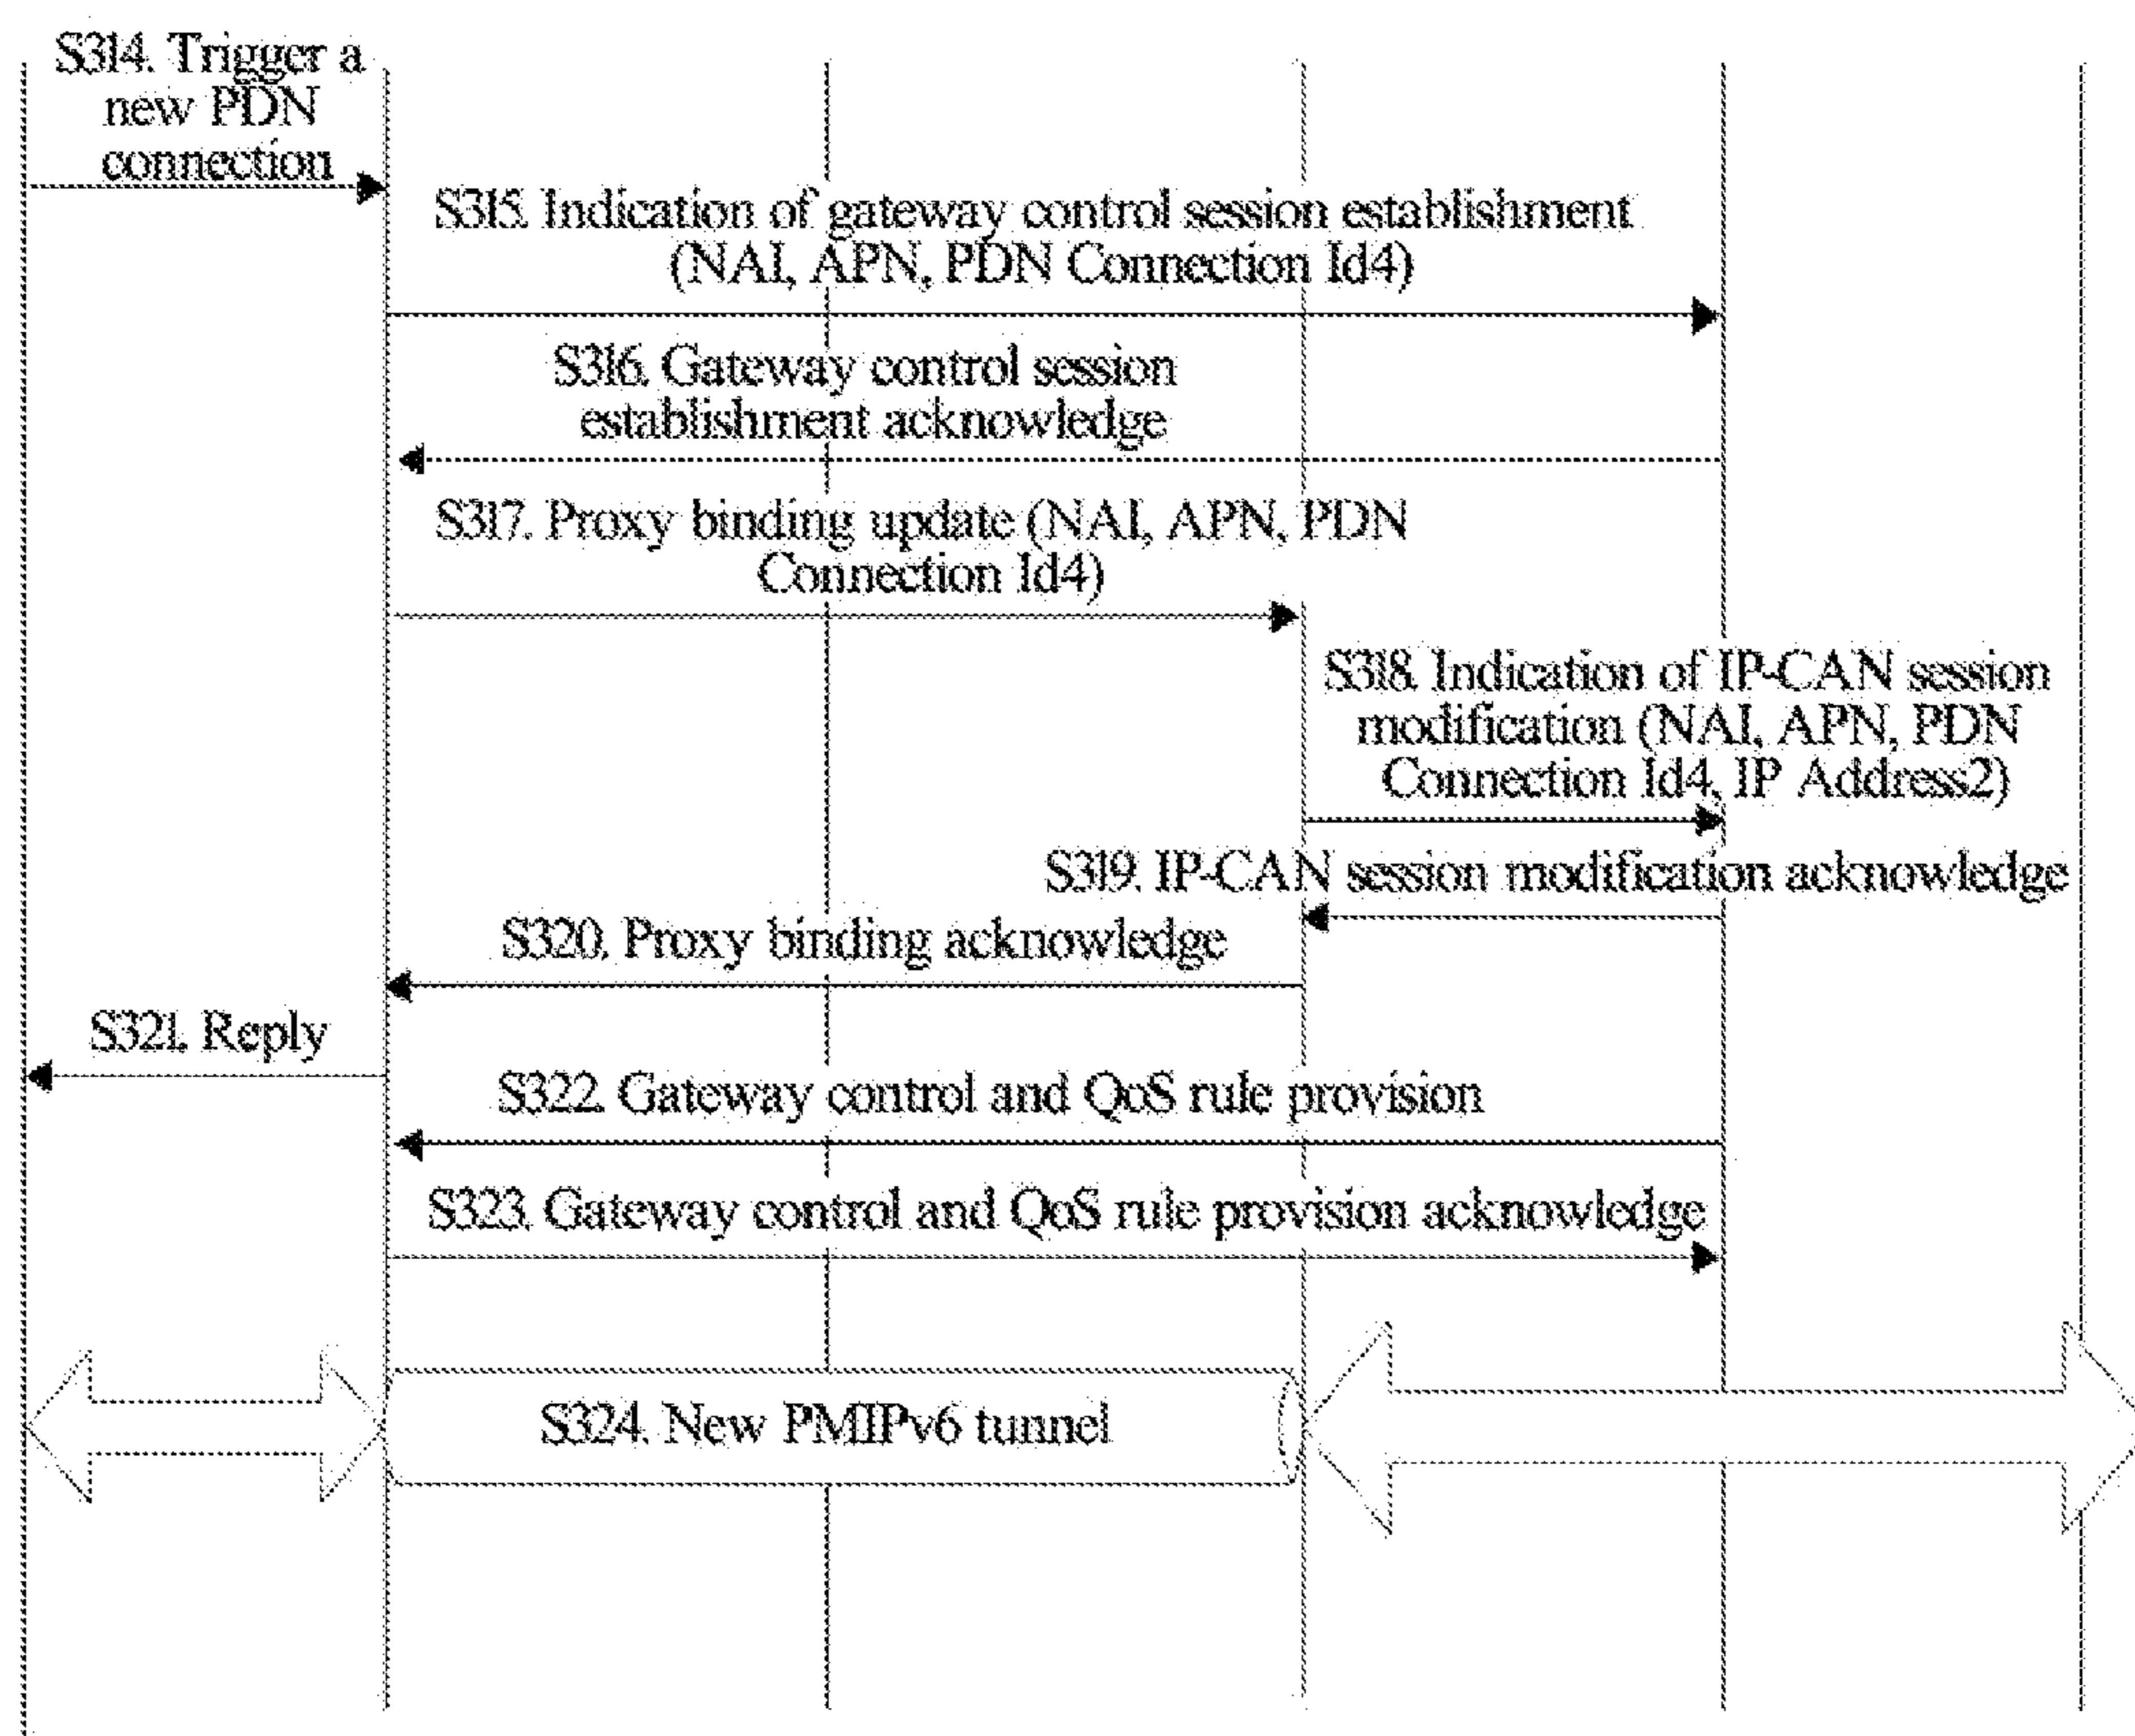 S314. Trigger a
new PDN
connection
S315. Indication of gateway control session establishment
(NAI, APN, PDN Connection Id4)
S316. Gateway control session
establishment acknowledge
S317. Proxy binding update (NAI, APN, PDN
Connection Id4)
S318. Indication of IP-CAN session
modification (NAI, APN, PDN
Connection Id4, IP Address2)
S319. IP-CAN session modification acknowledge
S320. Proxy binding acknowledge
S321. Reply
S322. Gateway control and QoS rule provision
S323. Gateway control and QoS rule provision acknowledge
S324. New PMIPv6 tunnel